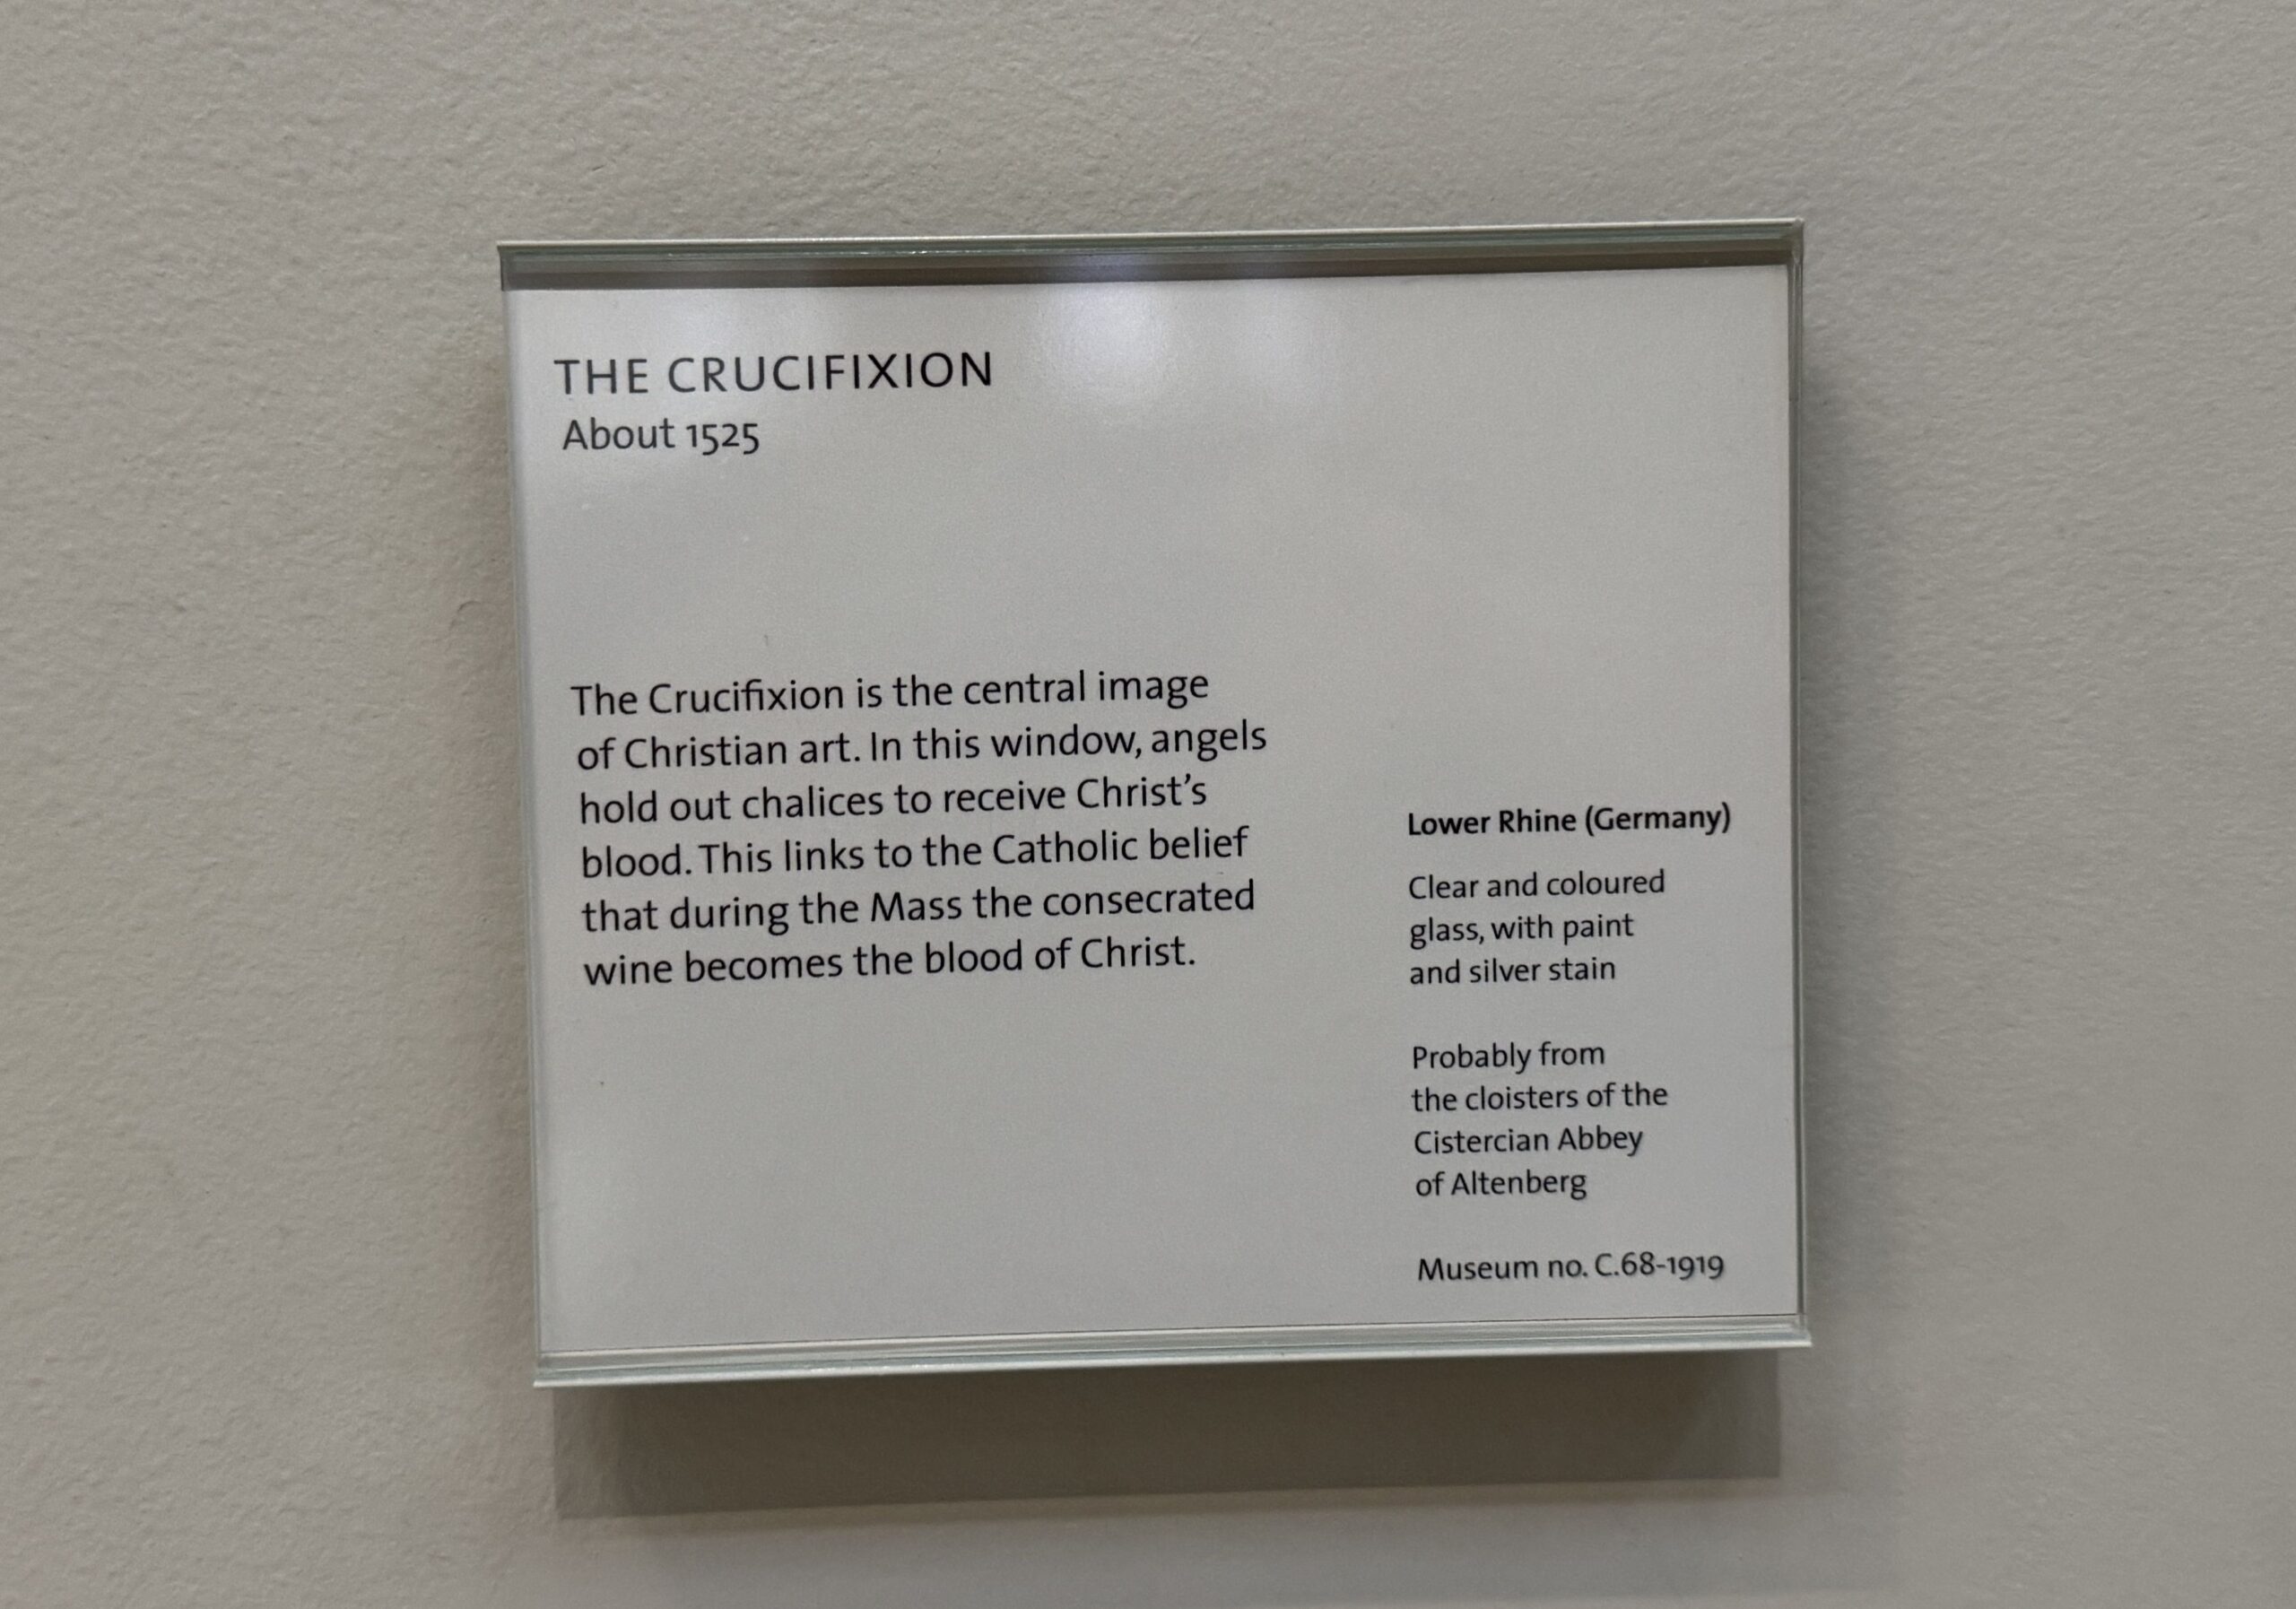 THE CRUCIFIXION
About 1525
The Crucifixion is the central image
of Christian art. In this window, angels
hold out chalices to receive Christ’s
blood. This links to the Catholic belief
that during the Mass the consecrated
wine becomes the blood of Christ.
Lower Rhine (Germany)
Clear and coloured
glass, with paint
and silver stain
Probably from
the cloisters of the
Cistercian Abbey
of Altenberg
Museum no. C.68-1919